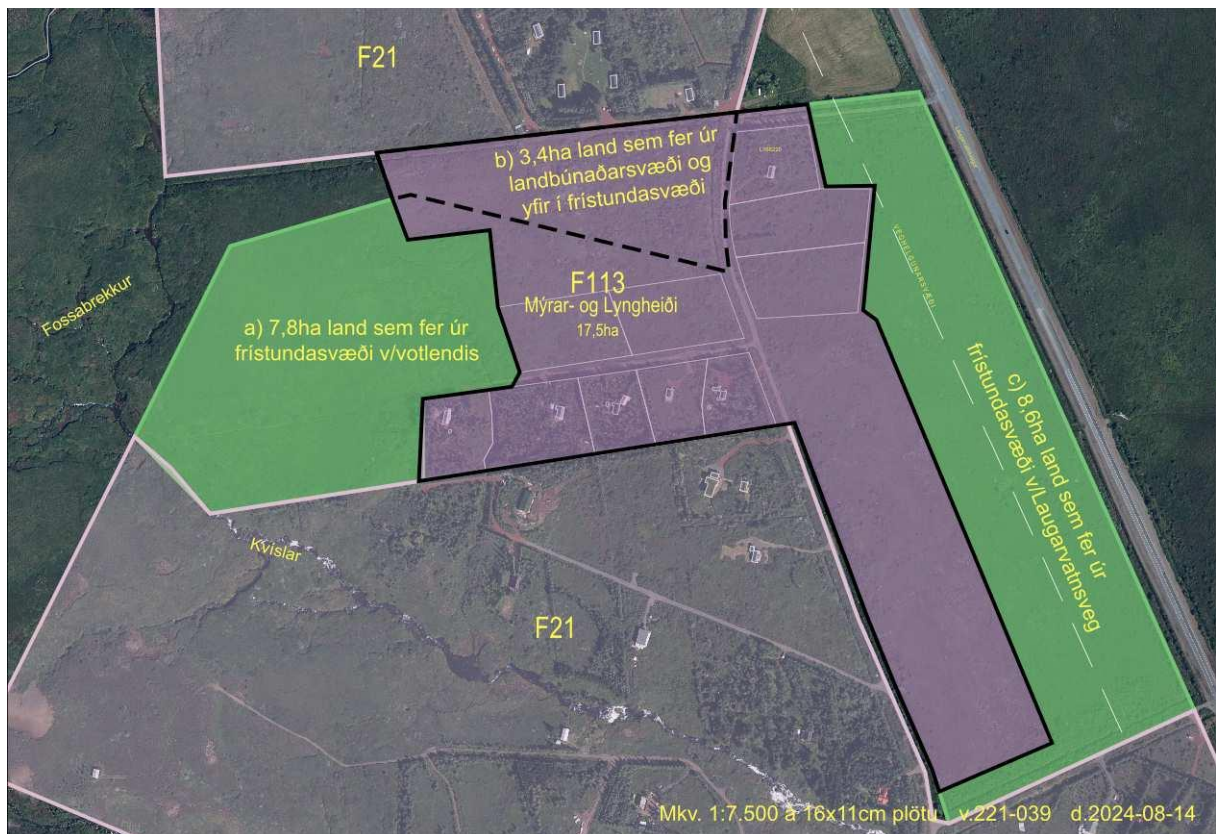 F21
b) 3,4ha land sem fer úr
landbúnaðarsvæði og
yfir í frístundasvæði
F113
Mýrar- og Lyngheiði
17,5ha
a) 7,8ha land sem fer úr
frístundasvæði v/votlendis
Fossabrekkur
VEGHELGUNARSVÆÐI
c) 8,6ha land sem fer úr
frístundasvæði v/Laugarvatnsveg
Kvislar
F21
Mkv. 1:7.500 á 16x11cm plötu v.221-039 d.2024-08-14